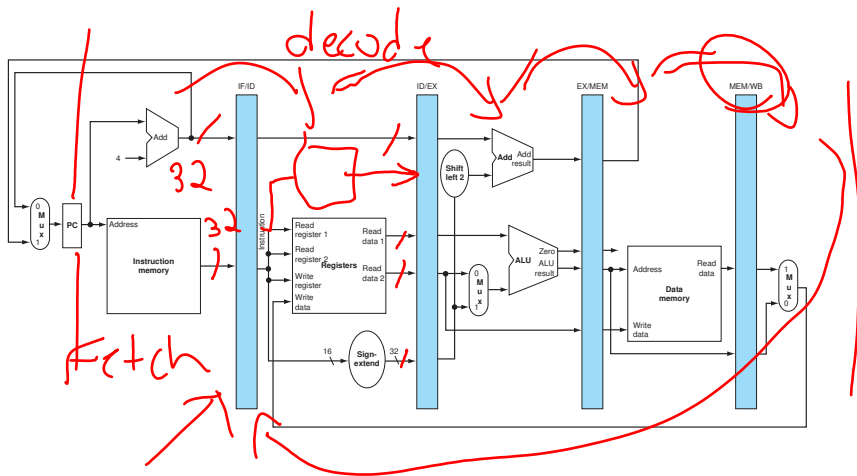 decode
IF/ID
ID/EX
EX/MEM
MEM/WB
Add
4
32
Add
Add
result
Shift
left 2
0
M
u
x
1
PC
Address
Instruction
memory
32
Instruction
Read
register 1
Read
register 2
Write
register
Write
data
Registers
Read
data 1
Read
data 2
0
M
u
x
1
ALU
Zero
ALU
result
Address
Read
data
Data
memory
Write
data
1
M
u
x
0
16
Sign-
extend
32
fetch